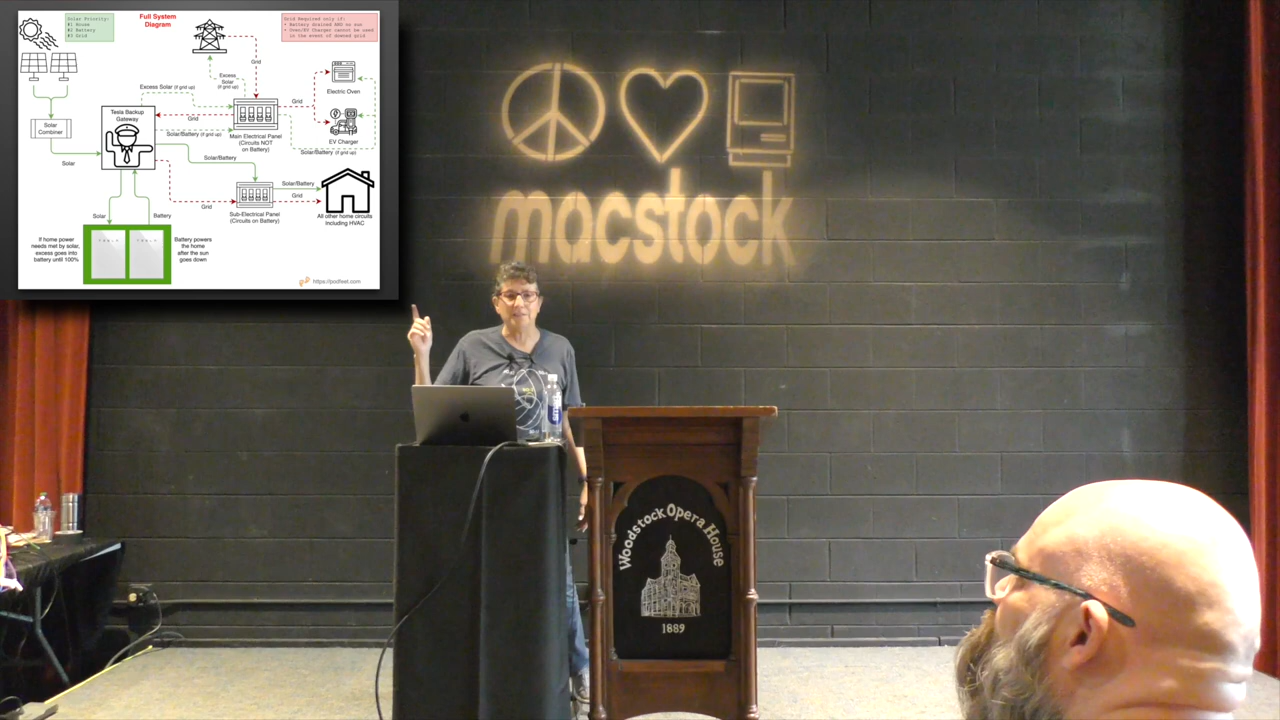 Full System
Diagram
Solar Priority:
#1 House
#2 Battery
#3 Grid
Grid Required only if:
• Battery drained AND no sun
• Oven/EV Charger cannot be used
in the event of downed grid
Grid
Excess
Solar
(if grid up)
Electric Oven
Excess Solar (if grid up)
Grid
Grid
Tesla Backup
Gateway
Solar
Combiner
Solar/Battery (if grid up)
Main Electrical Panel
(Circuits NOT
on Battery)
EV Charger
Solar/Battery (if grid up)
Solar
Solar/Battery
Solar/Battery
Grid
Grid
Sub-Electrical Panel
(Circuits on Battery)
All other home circuits
including HVAC
Solar
Battery
If home power
needs met by solar,
excess goes into
battery until 100%
TESLA
TESLA
Battery powers
the home
after the sun
goes down
https://podfeet.com
macstock
Woodstock Opera House
1889